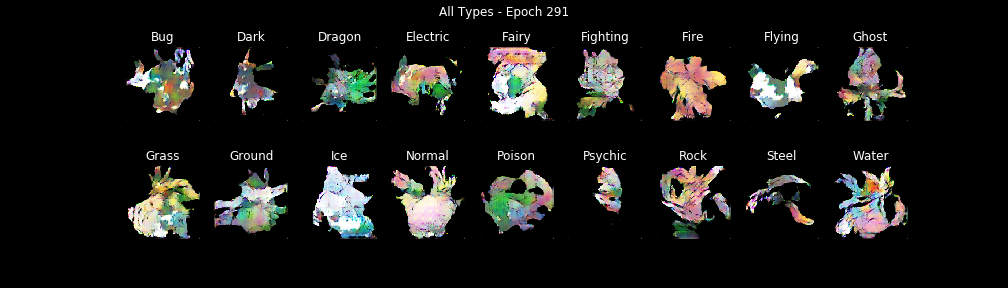 All Types - Epoch 291
Bug Dark Dragon Electric Fairy Fighting Fire Flying Ghost
Grass Ground Ice Normal Poison Psychic Rock Steel Water